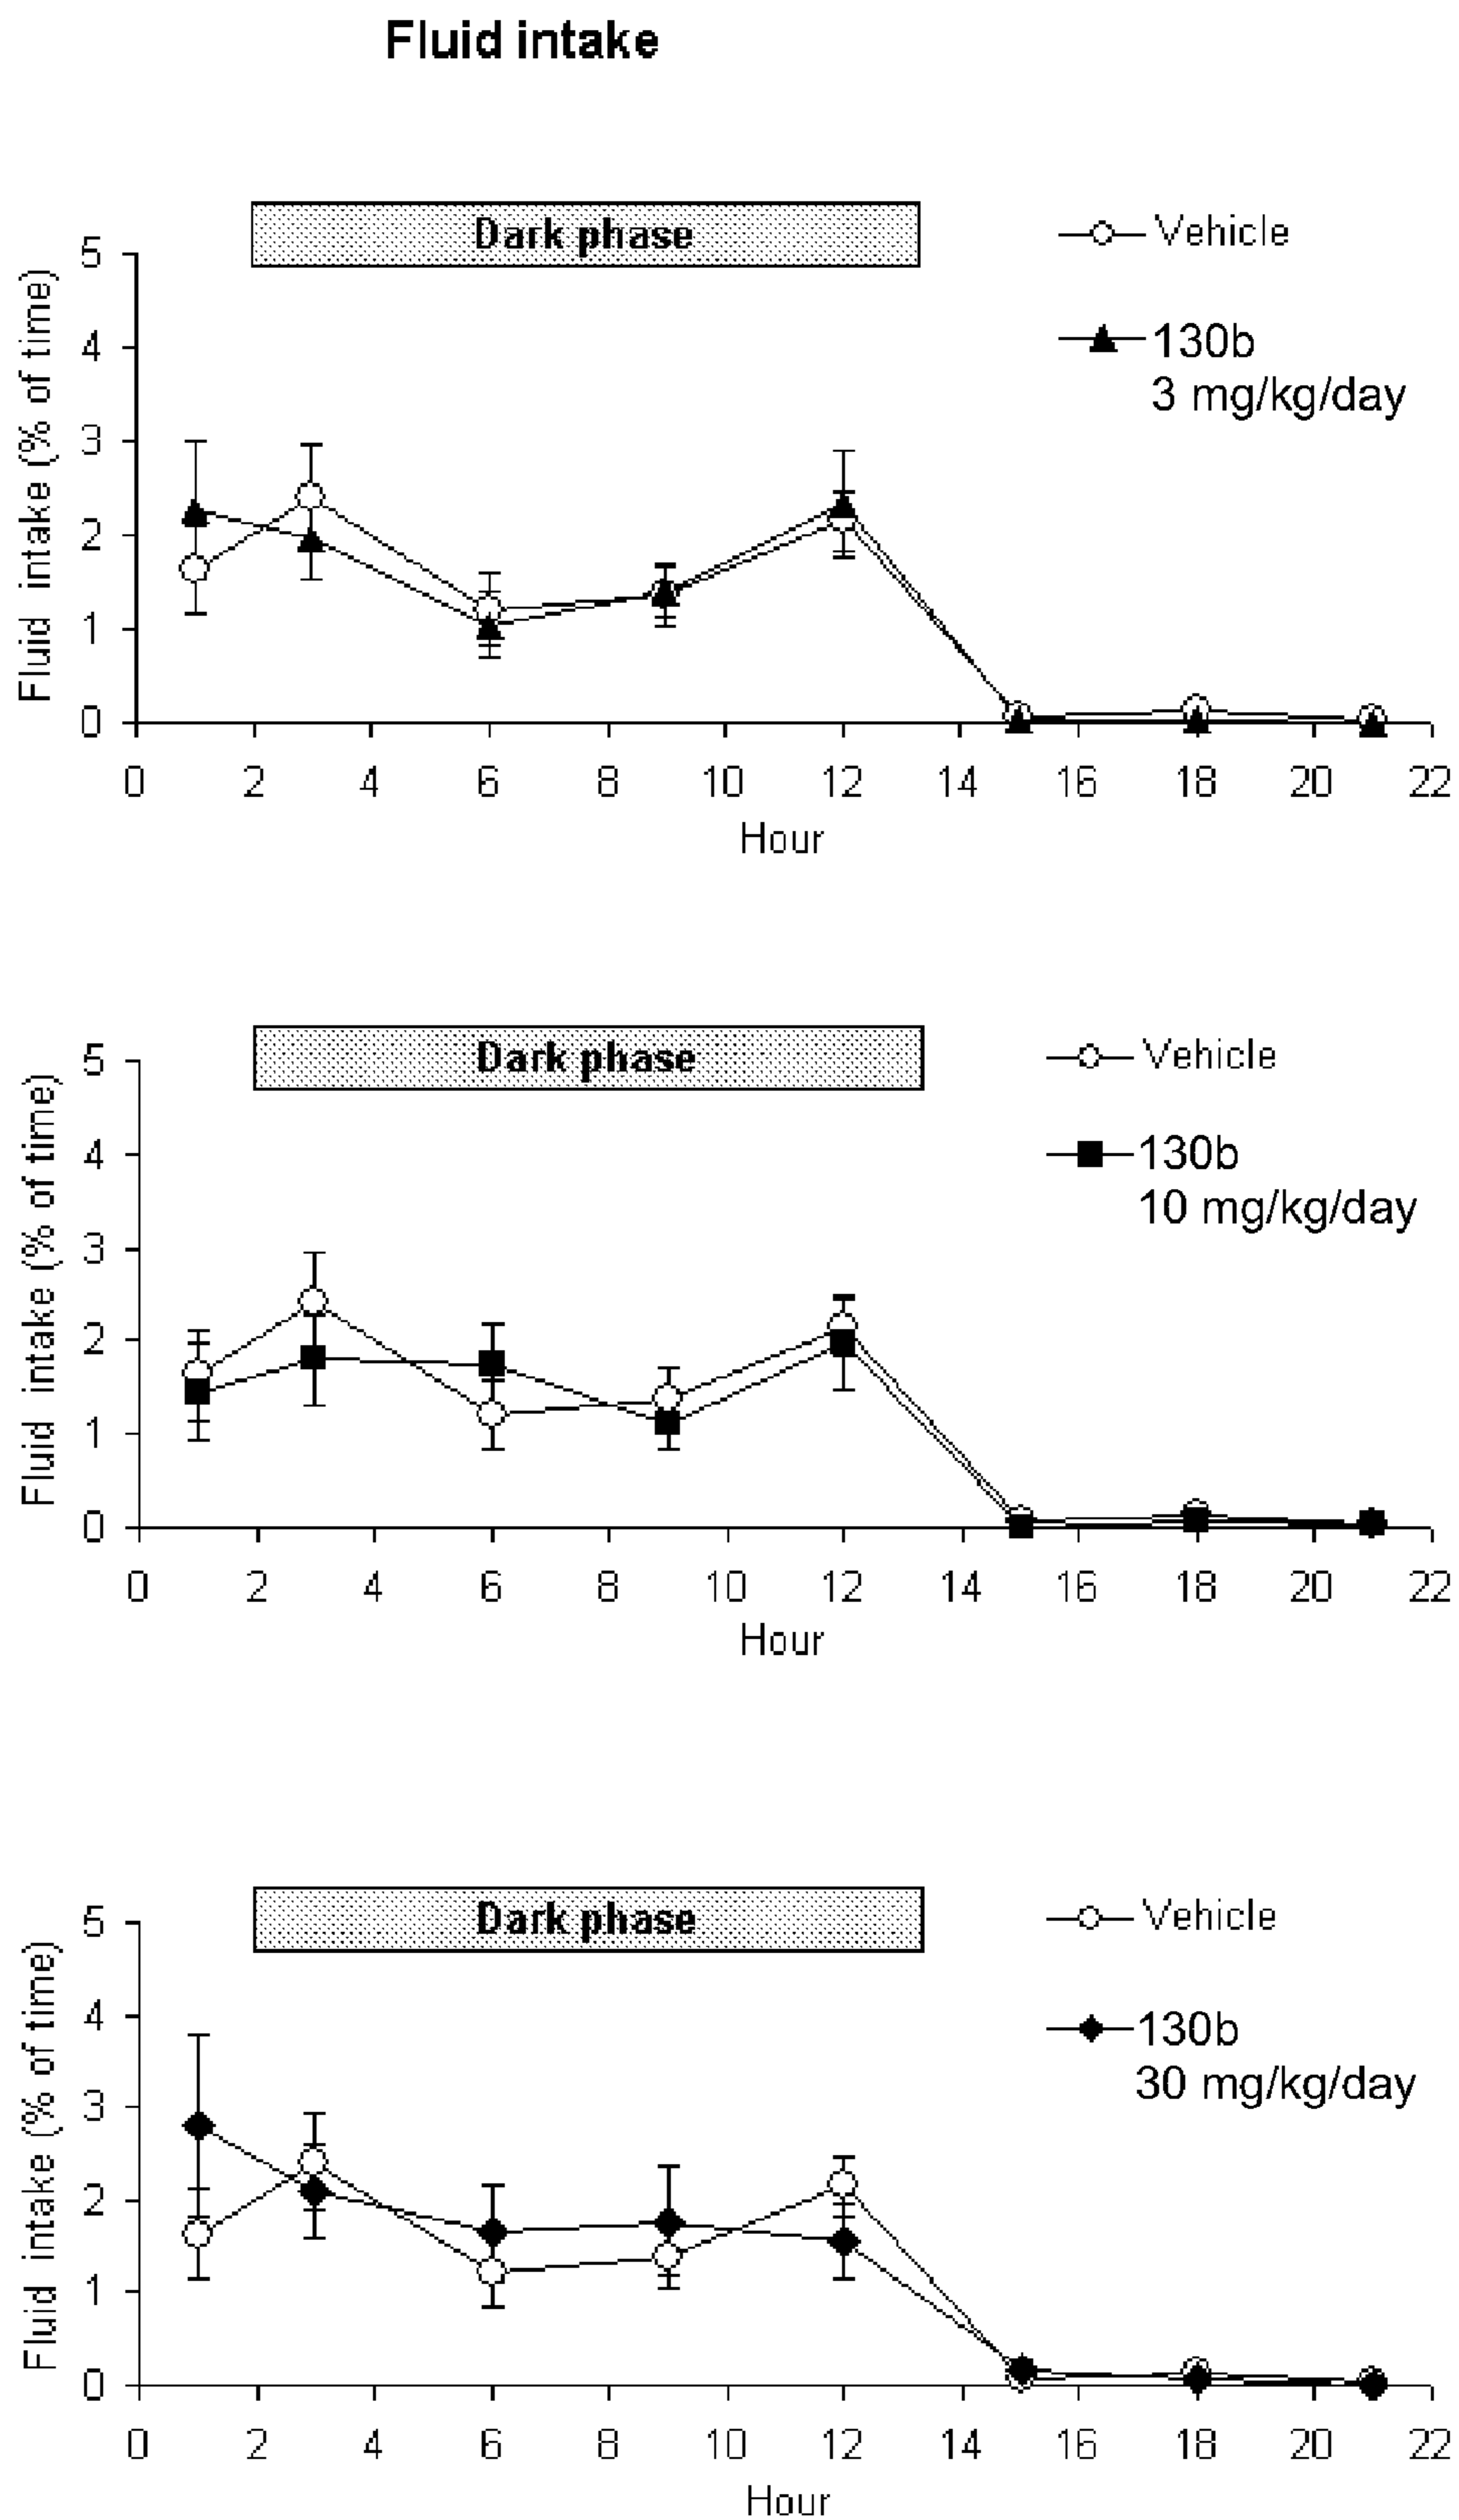 Fluid intake
Dark phase
Vehicle
130b
3 mg/kg/day
Fluid intake (% of time)
5
4
3
2
1
0
0 2 4 6 8 10 12 14 16 18 20 22
Hour
Dark phase
Vehicle
130b
10 mg/kg/day
Fluid intake (% of time)
5
4
3
2
1
0
0 2 4 6 8 10 12 14 16 18 20 22
Hour
Dark phase
Vehicle
130b
30 mg/kg/day
Fluid intake (% of time)
5
4
3
2
1
0
0 2 4 6 8 10 12 14 16 18 20 22
Hour